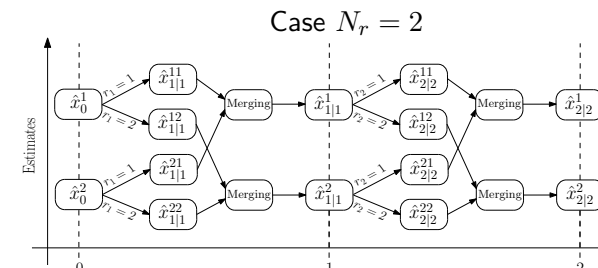 Case $N_r = 2$
Estimates
$\hat{x}_0^1$ $r_1 = 1$ $r_1 = 2$ $\hat{x}_{1|1}^{11}$ $\hat{x}_{1|1}^{12}$ Merging $\hat{x}_{1|1}^1$ $r_2 = 1$ $r_2 = 2$ $\hat{x}_{2|2}^{11}$ $\hat{x}_{2|2}^{12}$ Merging $\hat{x}_{2|2}^1$
$\hat{x}_0^2$ $r_1 = 1$ $r_1 = 2$ $\hat{x}_{1|1}^{21}$ $\hat{x}_{1|1}^{22}$ Merging $\hat{x}_{1|1}^2$ $r_2 = 1$ $r_2 = 2$ $\hat{x}_{2|2}^{21}$ $\hat{x}_{2|2}^{22}$ Merging $\hat{x}_{2|2}^2$
0 1 2